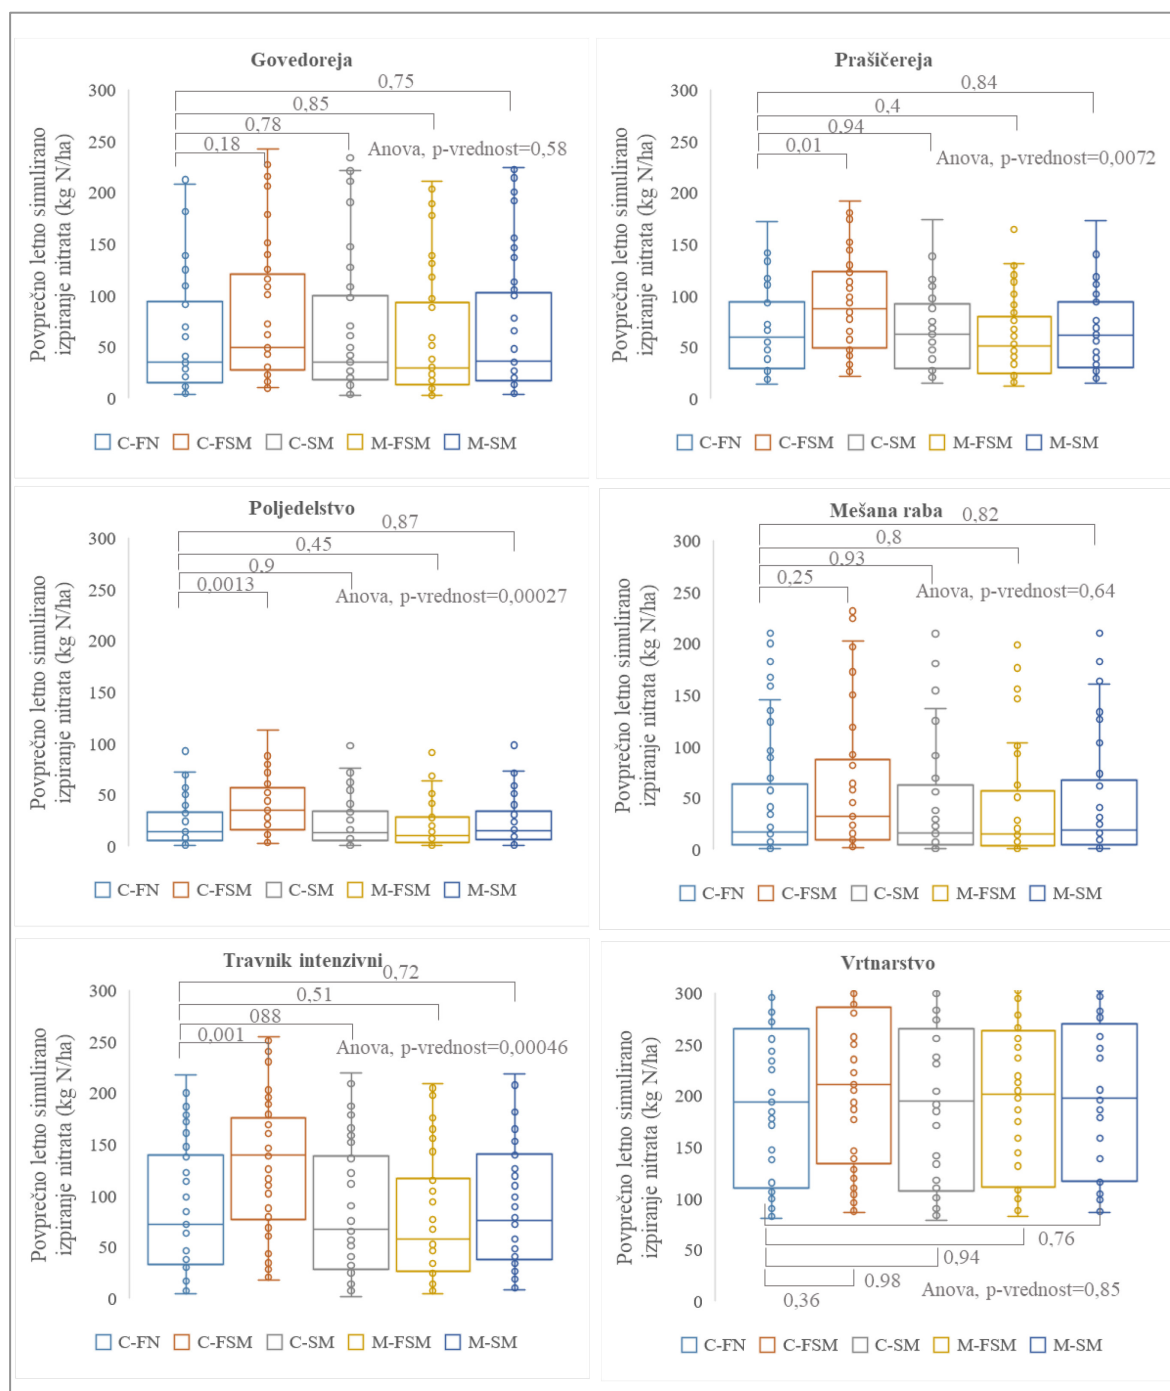 Govedoreja
0,75
0,85
0,78
0,18
Anova, p-vrednost=0,58
Povprečno letno simulirano
izpiranje nitrata (kg N/ha)
300
250
200
150
100
50
0
C-FN C-FSM C-SM M-FSM M-SM
Prašičereja
0,84
0,4
0,94
0,01
Anova, p-vrednost=0,0072
Povprečno letno simulirano
izpiranje nitrata (kg N/ha)
300
250
200
150
100
50
0
C-FN C-FSM C-SM M-FSM M-SM
Poljedelstvo
0,87
0,45
0,9
0,0013
Anova, p-vrednost=0,00027
Povprečno letno simulirano
izpiranje nitrata (kg N/ha)
300
250
200
150
100
50
0
C-FN C-FSM C-SM M-FSM M-SM
Mešana raba
0,82
0,8
0,93
0,25
Anova, p-vrednost=0,64
Povprečno letno simulirano
izpiranje nitrata (kg N/ha)
300
250
200
150
100
50
0
C-FN C-FSM C-SM M-FSM M-SM
Travnik intenzivni
0,72
0,51
088
0,001
Anova, p-vrednost=0,00046
Povprečno letno simulirano
izpiranje nitrata (kg N/ha)
300
250
200
150
100
50
0
C-FN C-FSM C-SM M-FSM M-SM
Vrtnarstvo
Povprečno letno simulirano
izpiranje nitrata (kg N/ha)
300
250
200
150
100
50
0
0,76
0,94
0.98
0,36
Anova, p-vrednost=0,85
C-FN C-FSM C-SM M-FSM M-SM